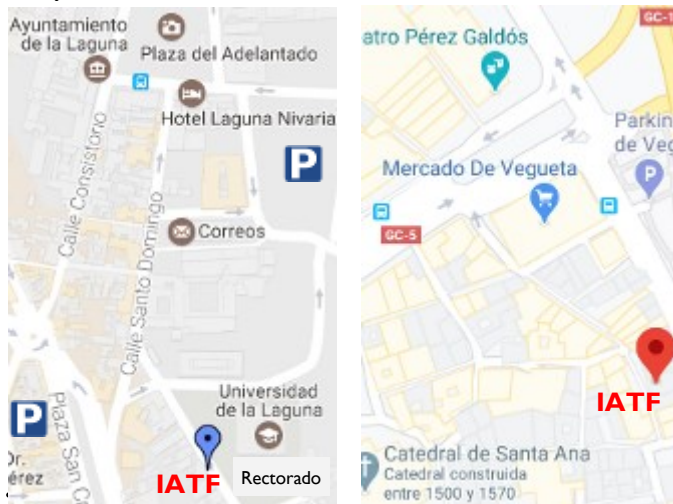 Ayuntamiento
de la Laguna
Plaza del Adelantado
Hotel Laguna Nivaria
P
Calle Consistorio
Calle Santo Domingo
Correos
Universidad
de la Laguna
P
Plaza San C
Dr.
érez
IATF
Rectorado
GC-1
atro Pérez Galdós
Parkin
de Veg
P
Mercado De Vegueta
GC-5
IATF
Catedral de Santa Ana
Catedral construida
entre 1500 y 1570